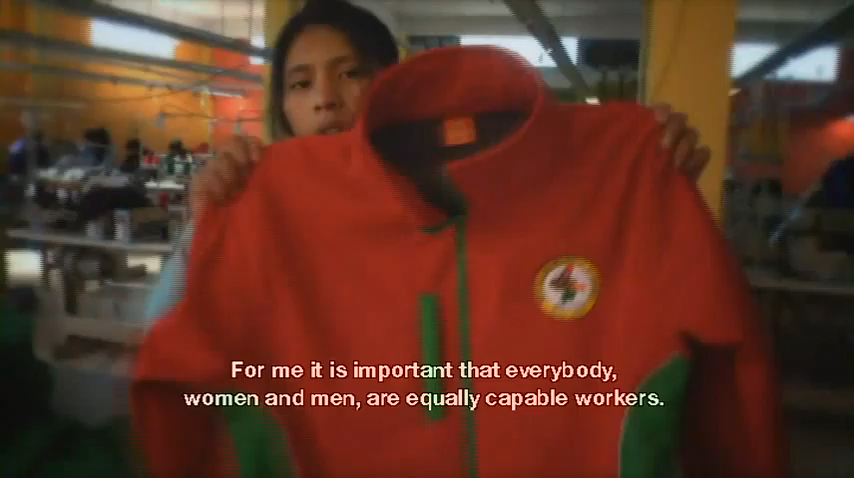 For me it is important that everybody,
women and men, are equally capable workers.